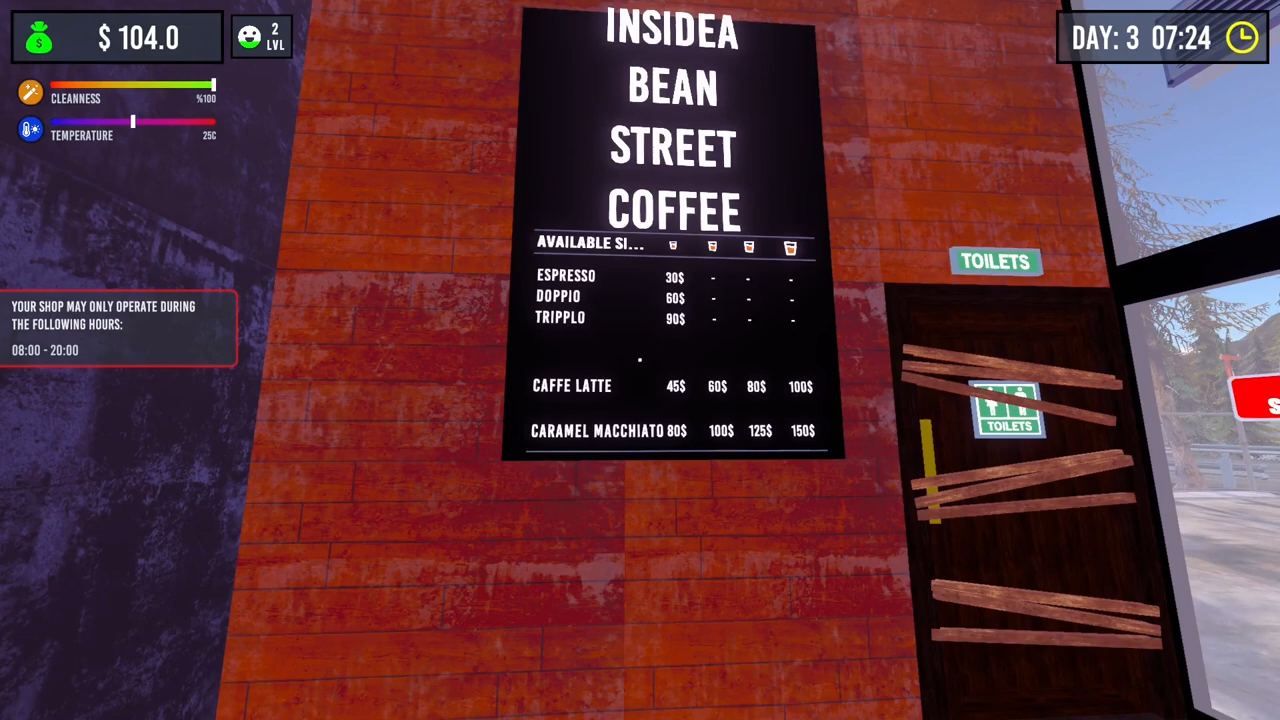 $ 104.0
2
LVL
DAY: 3 07:24
CLEANNESS
%100
TEMPERATURE
25C
YOUR SHOP MAY ONLY OPERATE DURING
THE FOLLOWING HOURS:
08:00 - 20:00
INSIDEA
BEAN
STREET
COFFEE
AVAILABLE SI...
ESPRESSO 30$ - - -
DOPPIO 60$ - - -
TRIPPLO 90$ - - -
CAFFE LATTE 45$ 60$ 80$ 100$
CARAMEL MACCHIATO 80$ 100$ 125$ 150$
TOILETS
TOILETS